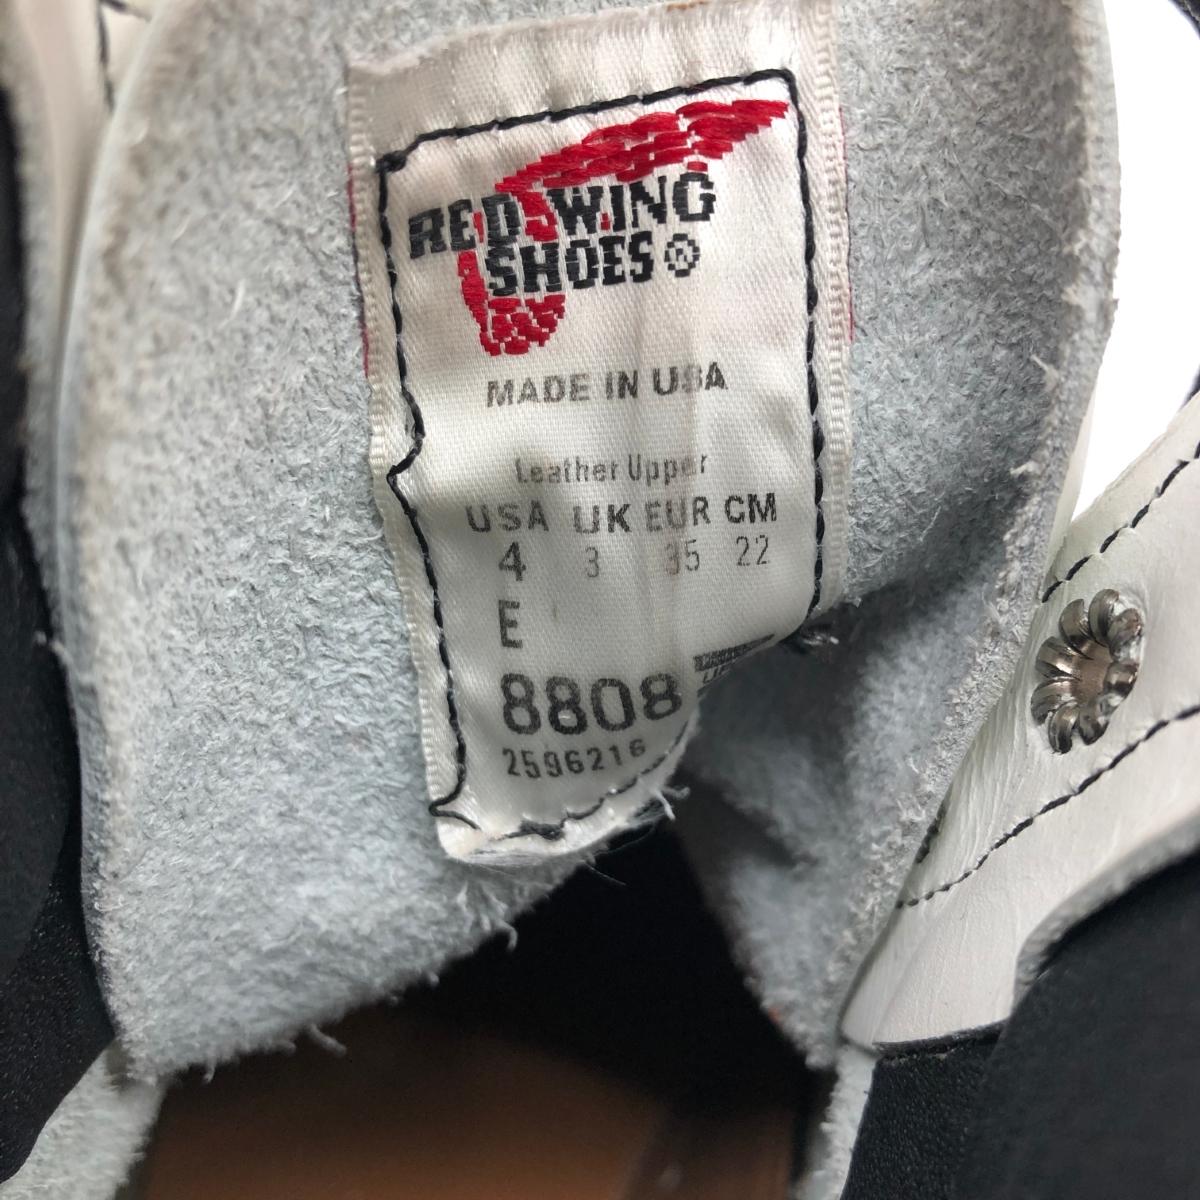 RED WING
SHOES®
MADE IN USA
Leather Upper
USA UK EUR CM
4 3 35 22
E
8808
2596216